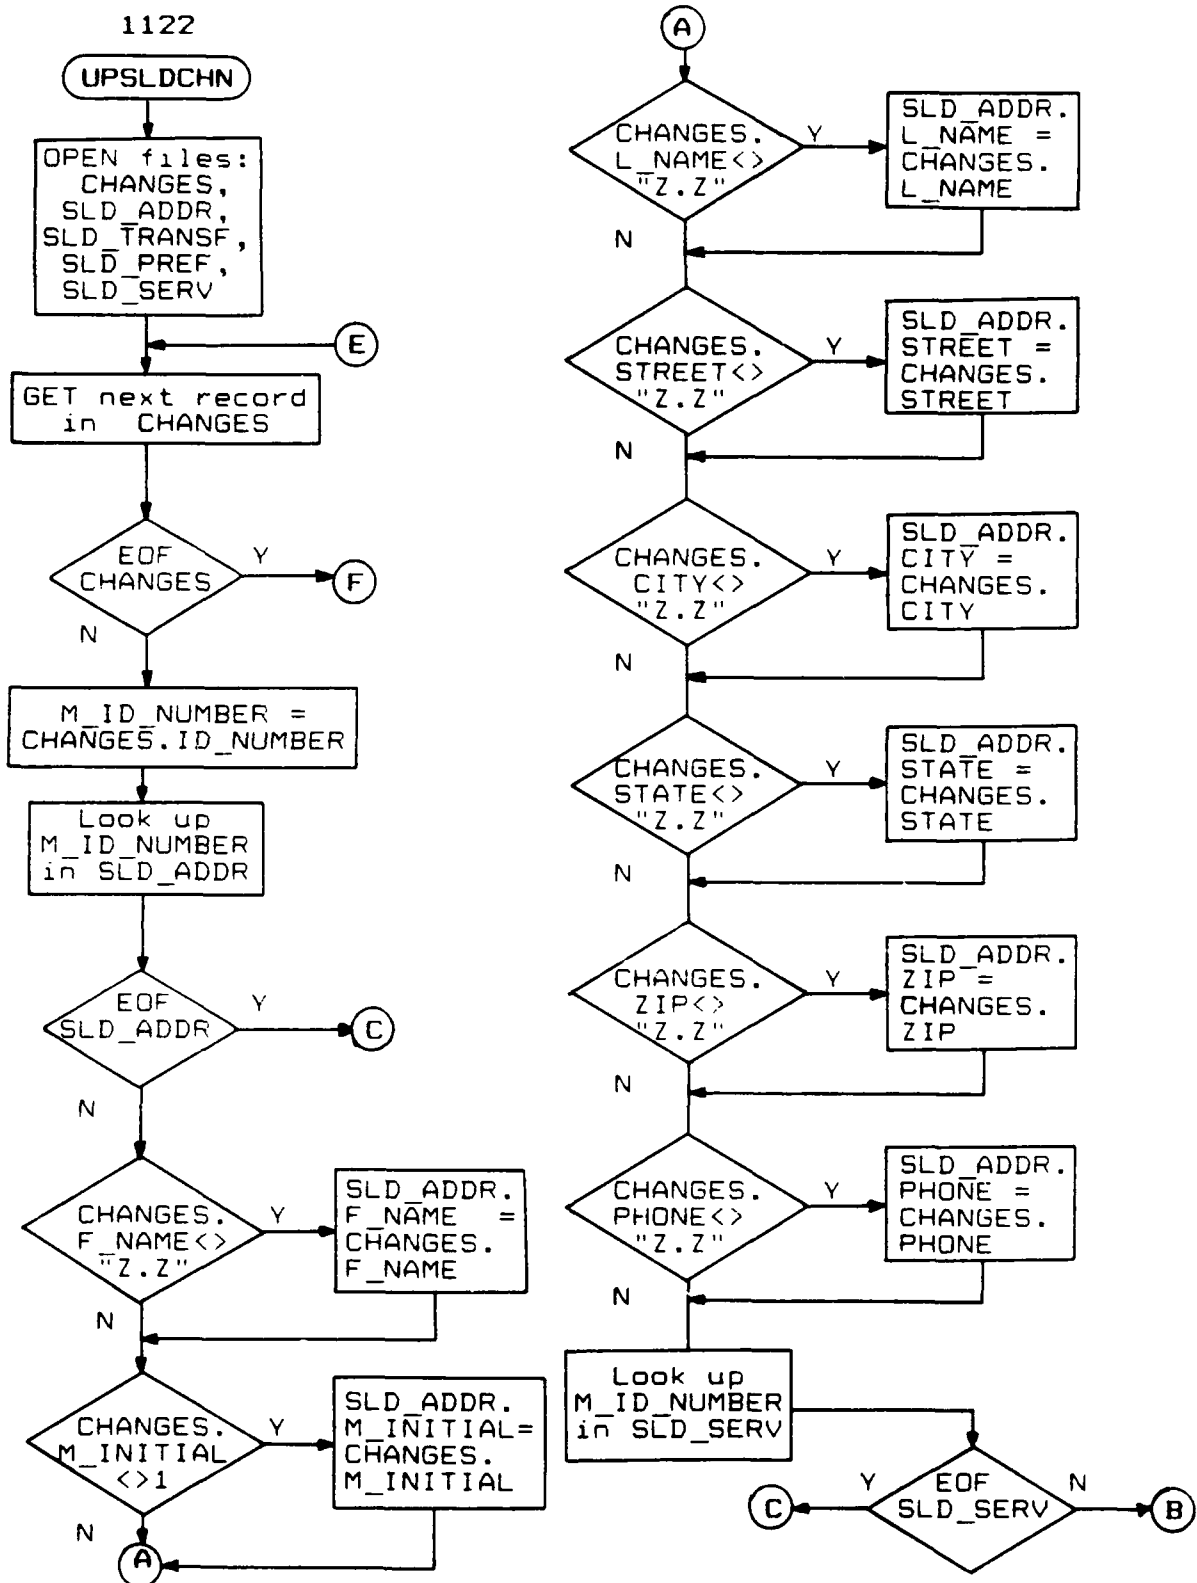 1122
UPSLDCHN
OPEN files:
CHANGES,
SLD_ADDR,
SLD_TRANSF,
SLD_PREF,
SLD_SERV
E
GET next record
in CHANGES
EOF
CHANGES
Y
F
N
M_ID_NUMBER =
CHANGES.ID_NUMBER
Look up
M_ID_NUMBER
in SLD_ADDR
EOF
SLD_ADDR
Y
C
N
CHANGES.
F_NAME<>
"Z.Z"
Y
SLD_ADDR.
F_NAME =
CHANGES.
F_NAME
N
CHANGES.
M_INITIAL
<>1
Y
SLD_ADDR.
M_INITIAL=
CHANGES.
M_INITIAL
N
A
A
CHANGES.
L_NAME<>
"Z.Z"
Y
SLD_ADDR.
L_NAME =
CHANGES.
L_NAME
N
CHANGES.
STREET<>
"Z.Z"
Y
SLD_ADDR.
STREET =
CHANGES.
STREET
N
CHANGES.
CITY<>
"Z.Z"
Y
SLD_ADDR.
CITY =
CHANGES.
CITY
N
CHANGES.
STATE<>
"Z.Z"
Y
SLD_ADDR.
STATE =
CHANGES.
STATE
N
CHANGES.
ZIP<>
"Z.Z"
Y
SLD_ADDR.
ZIP =
CHANGES.
ZIP
N
CHANGES.
PHONE<>
"Z.Z"
Y
SLD_ADDR.
PHONE =
CHANGES.
PHONE
N
Look up
M_ID_NUMBER
in SLD_SERV
EOF
SLD_SERV
Y
C
N
B